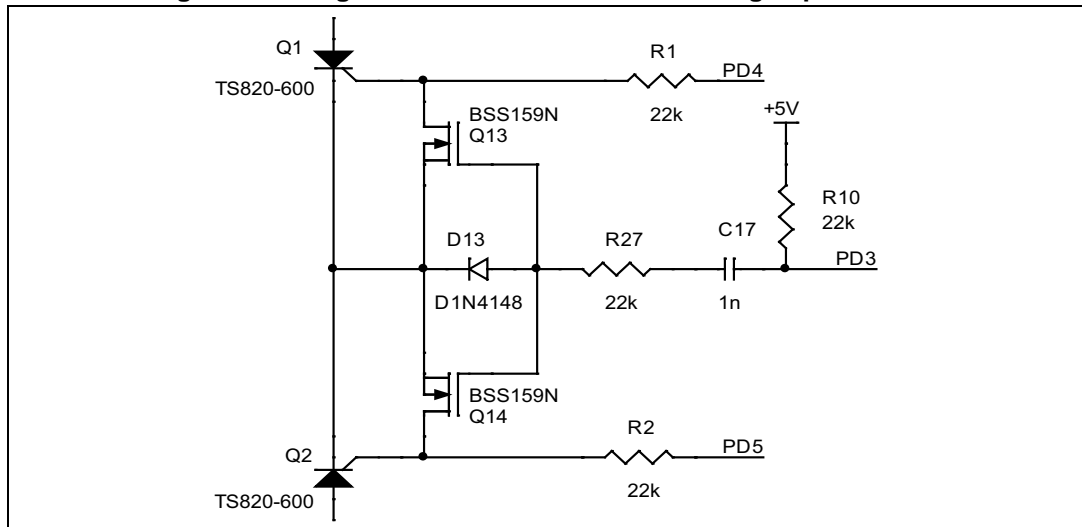 Q1
TS820-600
R1
PD4
22k
+5V
BSS159N
Q13
R10
22k
C17
D13
R27
PD3
D1N4148
22k
1n
BSS159N
Q14
R2
Q2
PD5
TS820-600
22k